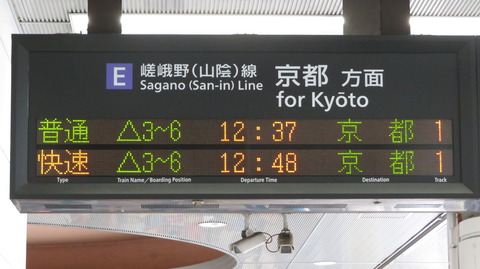 E 嵯峨野(山陰)線 京都 方面
Sagano (San-in) Line for Kyōto
普通 △3~6 12:37 京都 1
快速 △3~6 12:48 京都 1
Type Train Name/Boarding Position Departure Time Destination Track